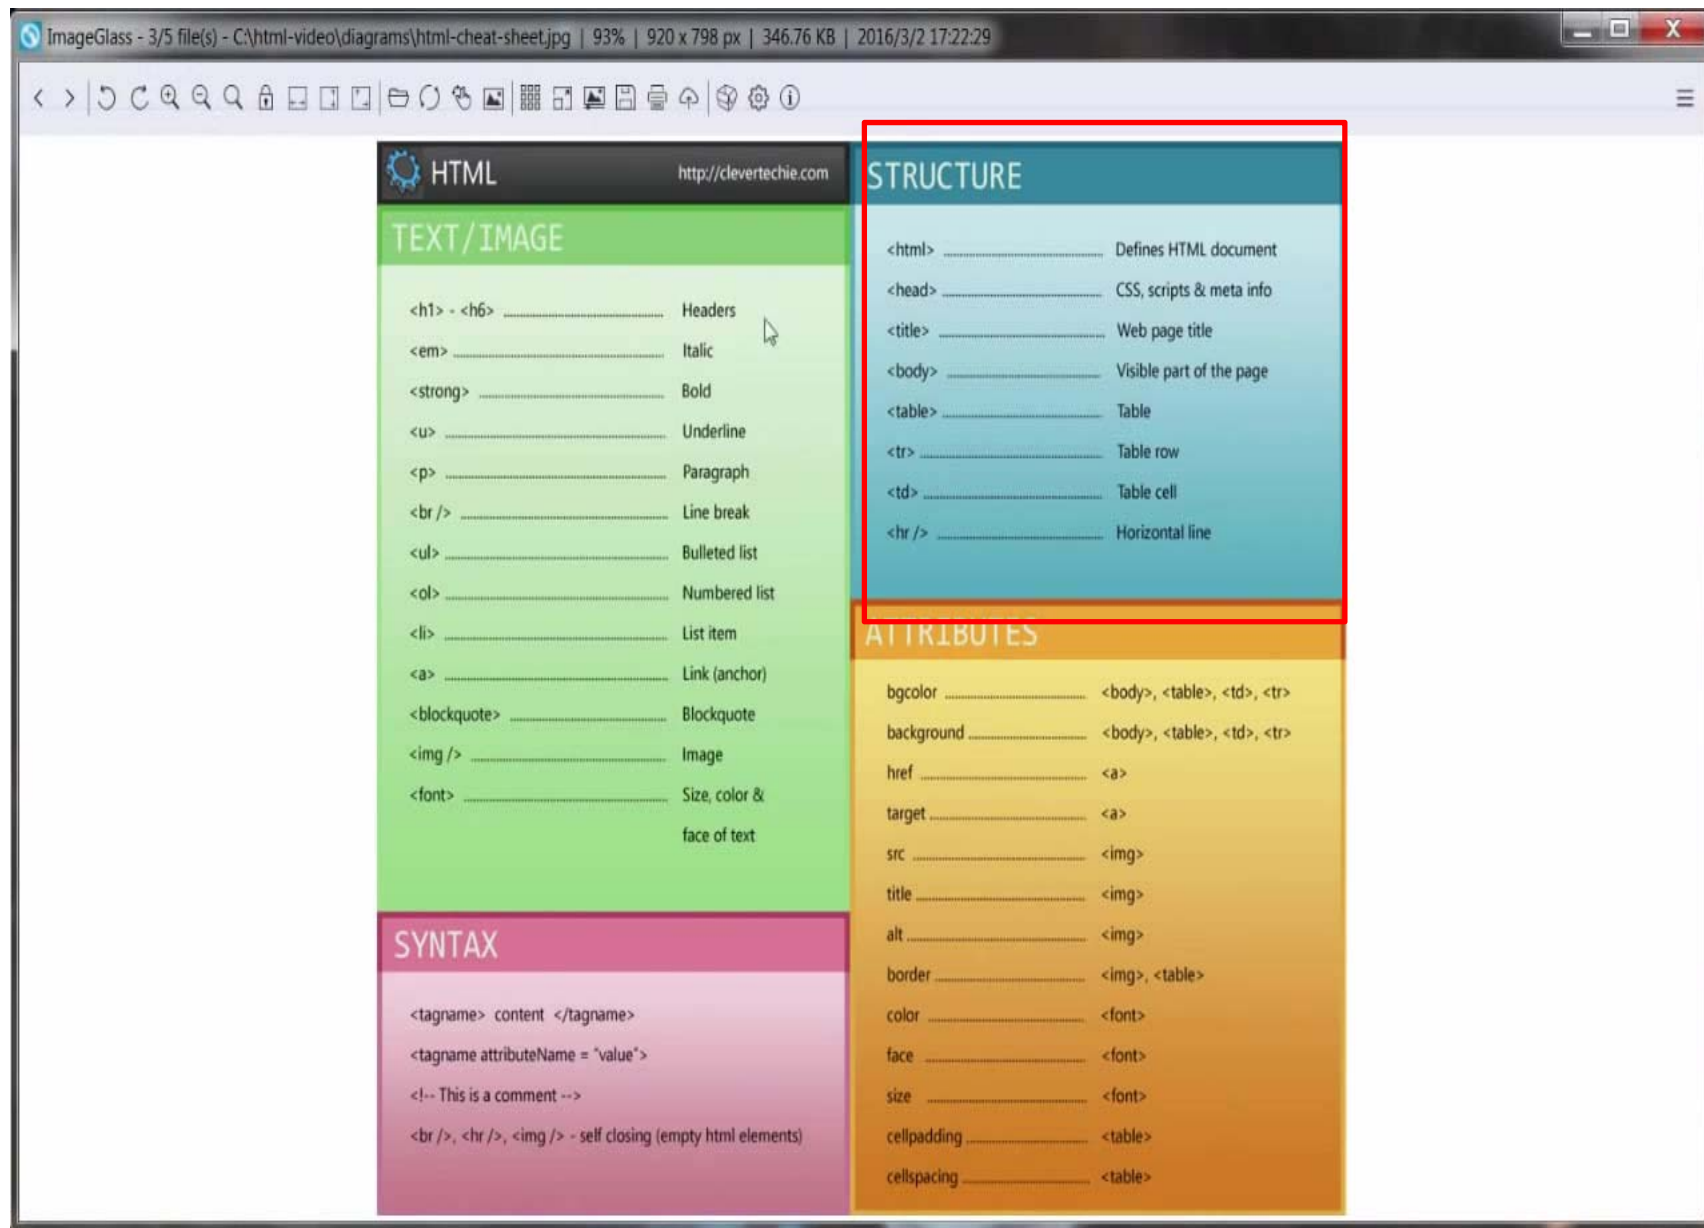 ImageGlass - 3/5 file(s) - C:\html-video\diagrams\html-cheat-sheet.jpg | 93% | 920 x 798 px | 346.76 KB | 2016/3/2 17:22:29
HTML http://clevertechie.com
TEXT/IMAGE
<h1> - <h6> Headers
<em> Italic
<strong> Bold
<u> Underline
<p> Paragraph
<br /> Line break
<ul> Bulleted list
<ol> Numbered list
<li> List item
<a> Link (anchor)
<blockquote> Blockquote
<img /> Image
<font> Size, color &
face of text
SYNTAX
<tagname> content </tagname>
<tagname attributeName = "value">
<!-- This is a comment -->
<br />, <hr />, <img /> - self closing (empty html elements)
STRUCTURE
<html> Defines HTML document
<head> CSS, scripts & meta info
<title> Web page title
<body> Visible part of the page
<table> Table
<tr> Table row
<td> Table cell
<hr /> Horizontal line
ATTRIBUTES
bgcolor <body>, <table>, <td>, <tr>
background <body>, <table>, <td>, <tr>
href <a>
target <a>
src <img>
title <img>
alt <img>
border <img>, <table>
color <font>
face <font>
size <font>
cellpadding <table>
cellspacing <table>